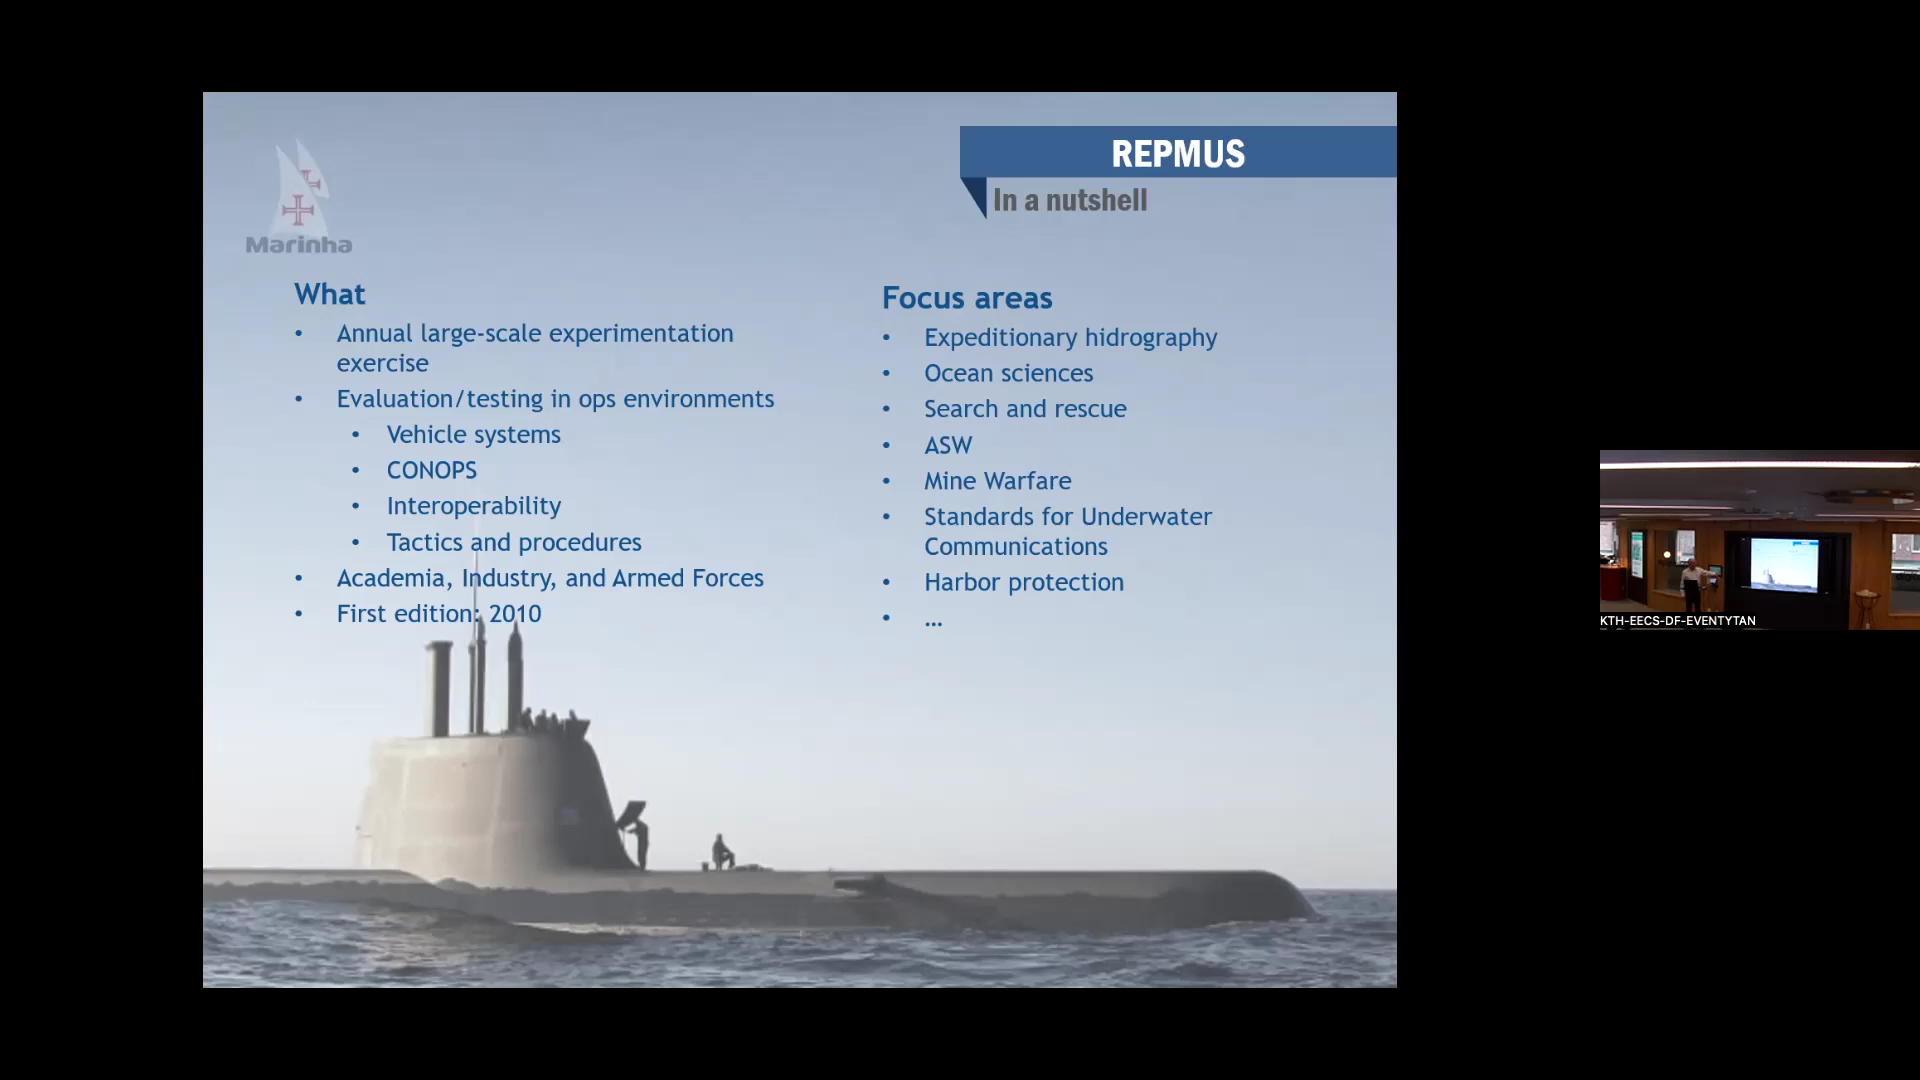 Marinha
REPMUS
In a nutshell
What
• Annual large-scale experimentation
exercise
• Evaluation/testing in ops environments
• Vehicle systems
• CONOPS
• Interoperability
• Tactics and procedures
• Academia, Industry, and Armed Forces
• First edition: 2010
Focus areas
• Expeditionary hidrography
• Ocean sciences
• Search and rescue
• ASW
• Mine Warfare
• Standards for Underwater
Communications
• Harbor protection
• ...
KTH-EECS-DF-EVENTYTAN